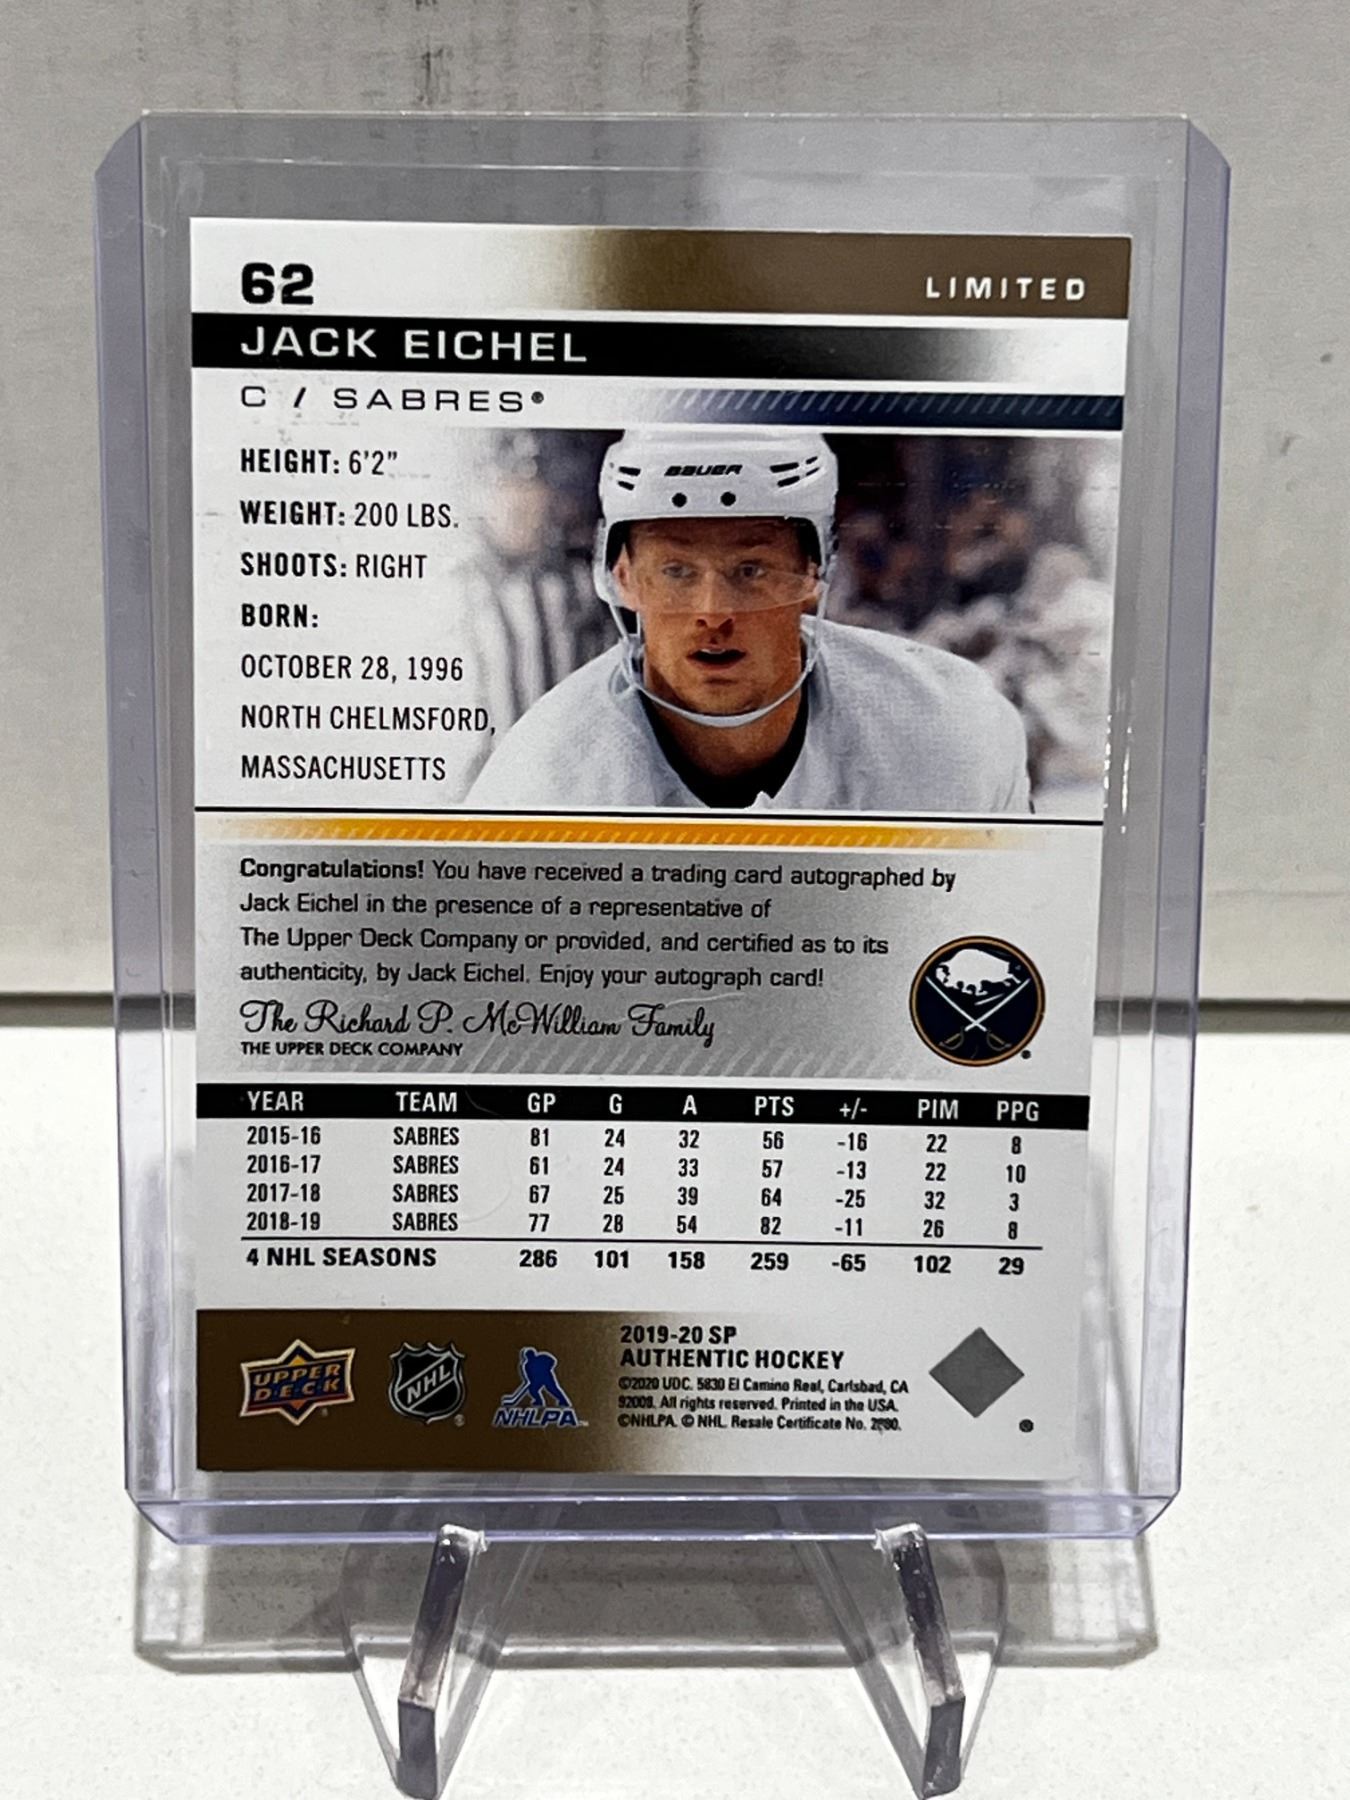 62
LIMITED
JACK EICHEL
C / SABRES®
BAUER
HEIGHT: 6'2"
WEIGHT: 200 LBS.
SHOOTS: RIGHT
BORN:
OCTOBER 28, 1996
NORTH CHELMSFORD,
MASSACHUSETTS
Congratulations! You have received a trading card autographed by
Jack Eichel in the presence of a representative of
The Upper Deck Company or provided, and certified as to its
authenticity, by Jack Eichel. Enjoy your autograph card!
The Richard P. McWilliam Family
THE UPPER DECK COMPANY
YEAR TEAM GP G A PTS +/- PIM PPG
2015-16 SABRES 81 24 32 56 -16 22 8
2016-17 SABRES 61 24 33 57 -13 22 10
2017-18 SABRES 67 25 39 64 -25 32 3
2018-19 SABRES 77 28 54 82 -11 26 8
4 NHL SEASONS 286 101 158 259 -65 102 29
UPPER
D·E·C·K
NHL
NHLPA
2019-20 SP
AUTHENTIC HOCKEY
©2020 UDC. 5830 El Camino Real, Carlsbad, CA
92008. All rights reserved. Printed in the USA.
©NHLPA. © NHL. Resale Certificate No.